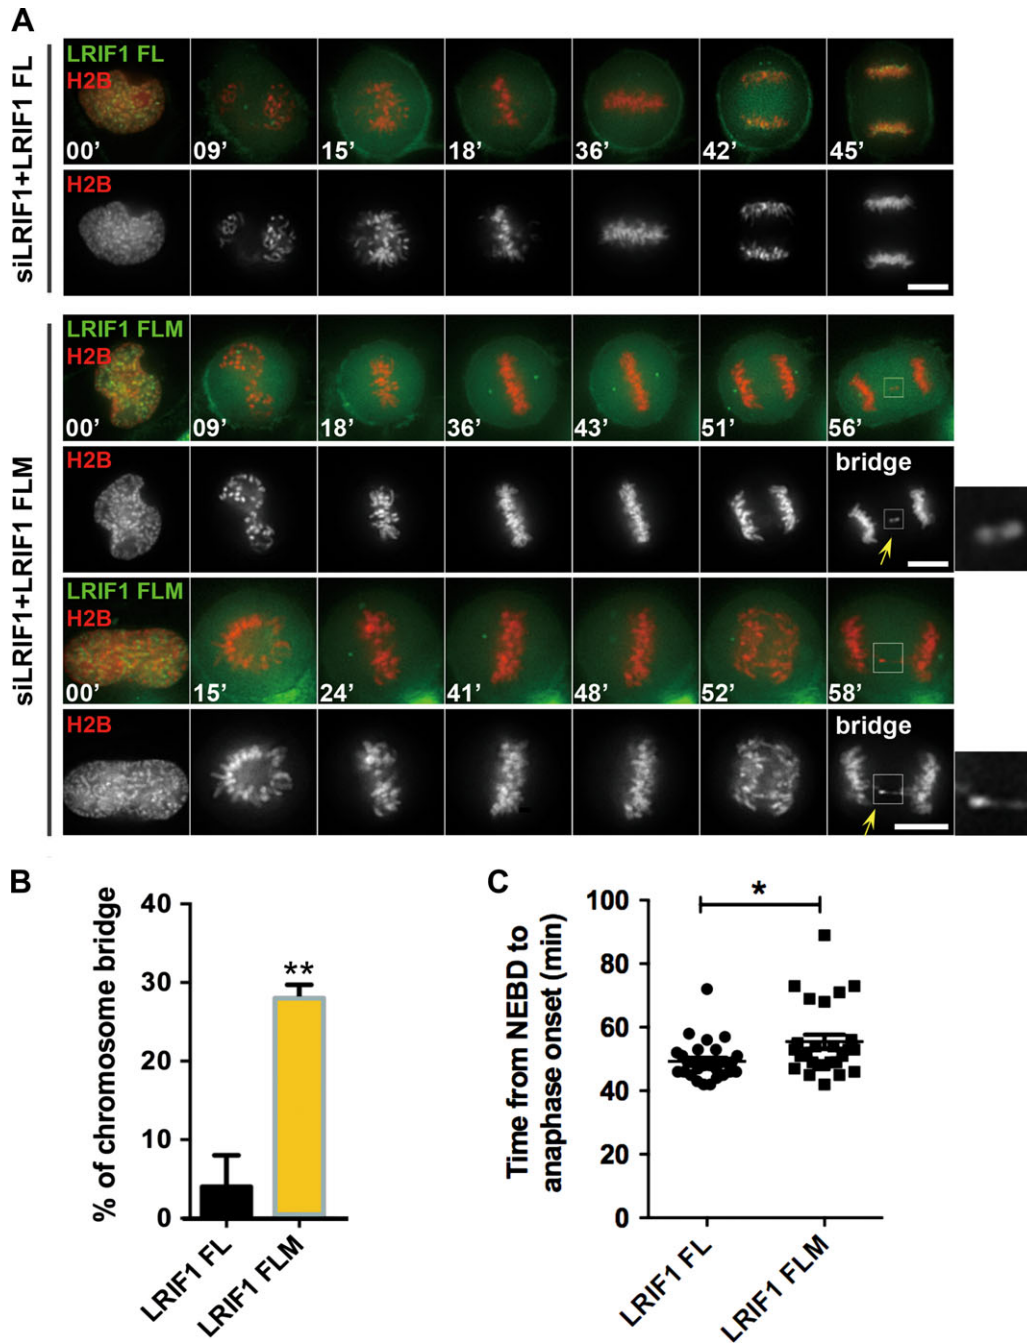 A
siLRIF1+LRIF1 FL
LRIF1 FL
H2B
00’ 09’ 15’ 18’ 36’ 42’ 45’
H2B
siLRIF1+LRIF1 FLM
LRIF1 FLM
H2B
00’ 09’ 18’ 36’ 43’ 51’ 56’
H2B
bridge
LRIF1 FLM
H2B
00’ 15’ 24’ 41’ 48’ 52’ 58’
H2B
bridge
B
% of chromosome bridge
40
30
20
10
0
**
LRIF1 FL
LRIF1 FLM
C
Time from NEBD to
anaphase onset (min)
100
80
60
40
20
0
*
LRIF1 FL
LRIF1 FLM